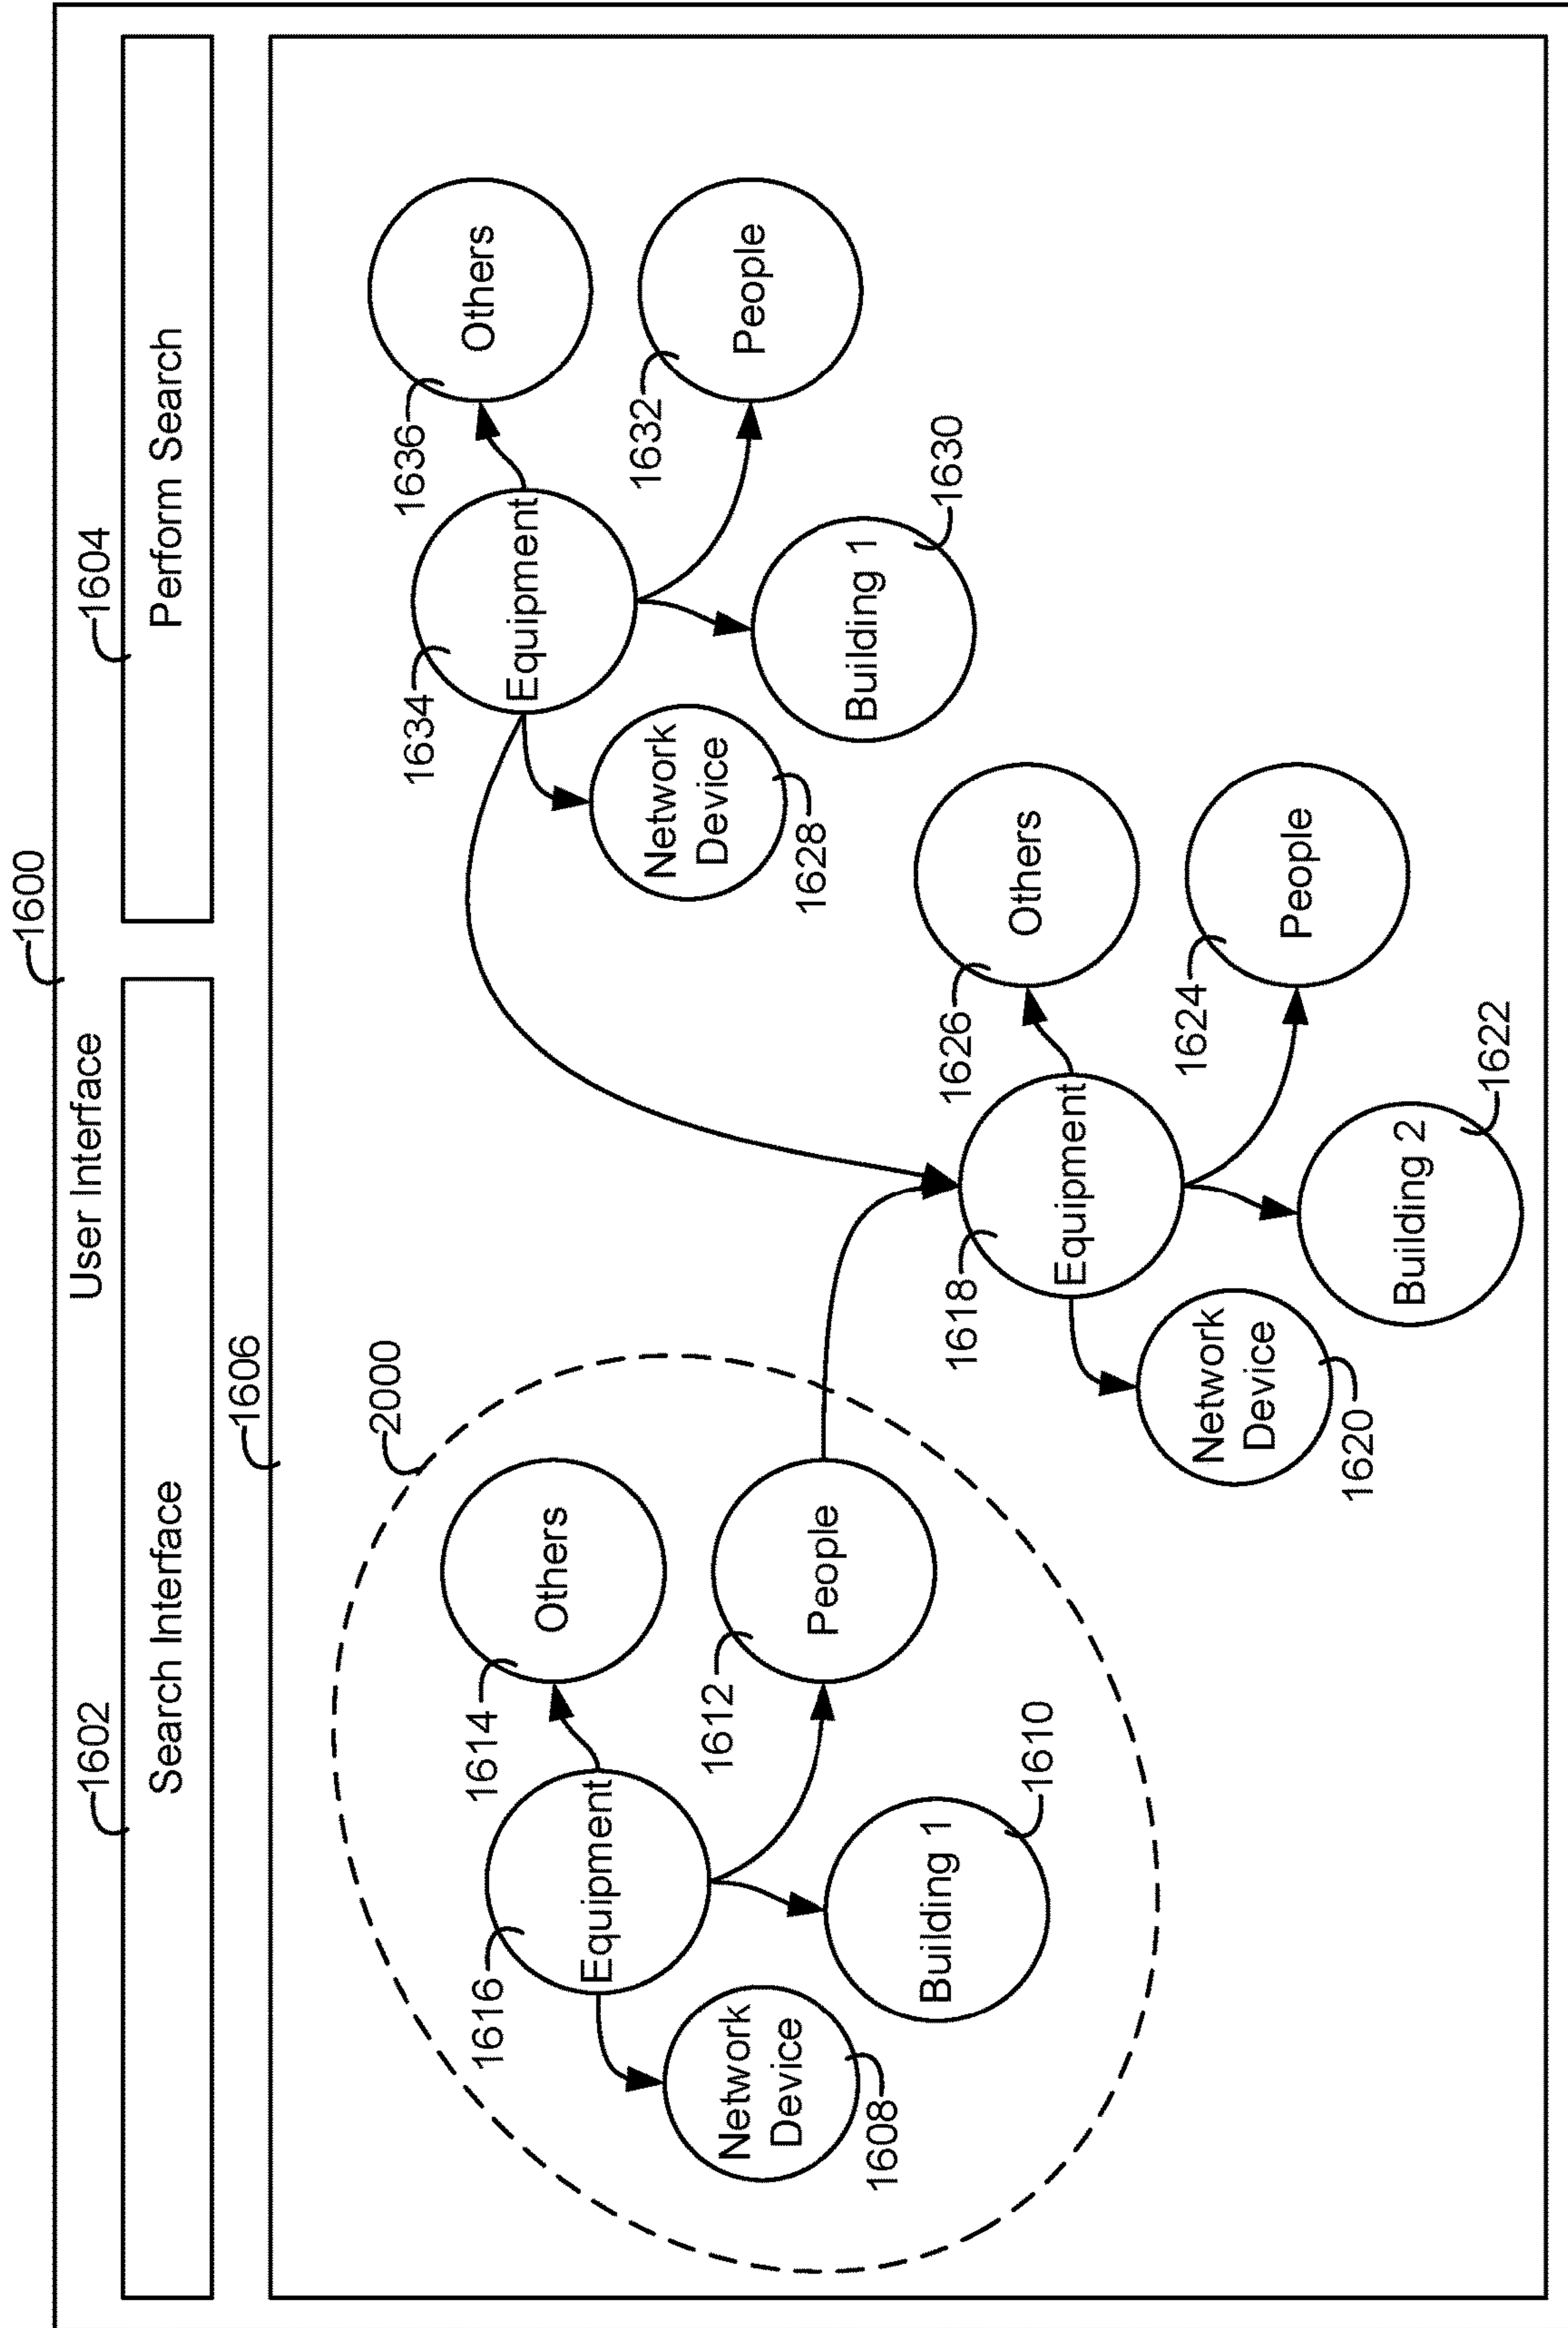 1600
User Interface
1602
Search Interface
1604
Perform Search
1606
2000
1616
Equipment
1614
Others
1612
People
Network
Device
1608
Building 1
1610
1618
Equipment
1626
Others
1624
People
Network
Device
1620
Building 2
1622
1634
Equipment
1636
Others
1632
People
Network
Device
1628
Building 1
1630